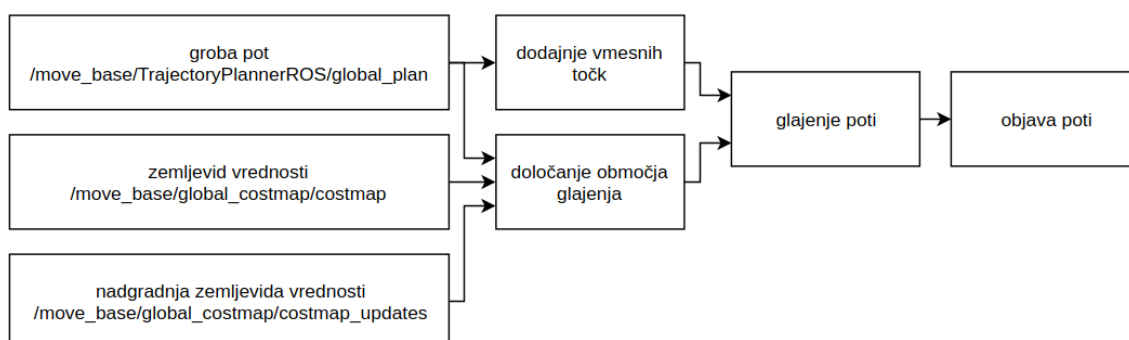 groba pot
/move_base/TrajectoryPlannerROS/global_plan
dodajnje vmesnih
točk
zemljevid vrednosti
/move_base/global_costmap/costmap
določanje območja
glajenja
nadgradnja zemljevida vrednosti
/move_base/global_costmap/costmap_updates
glajenje poti
objava poti